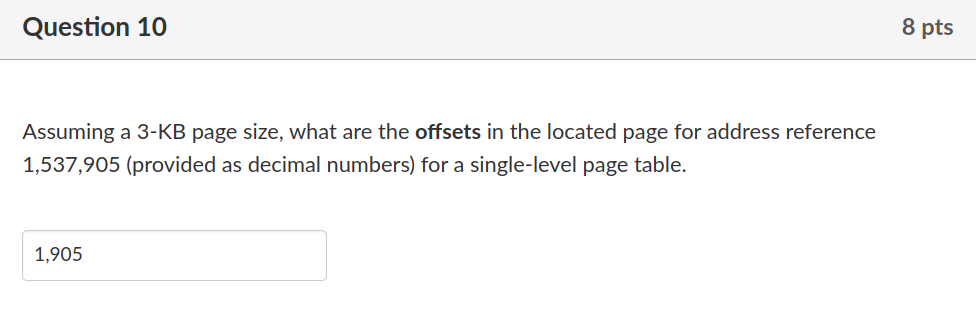 Question 10
8 pts
Assuming a 3-KB page size, what are the offsets in the located page for address reference
1,537,905 (provided as decimal numbers) for a single-level page table.
1,905